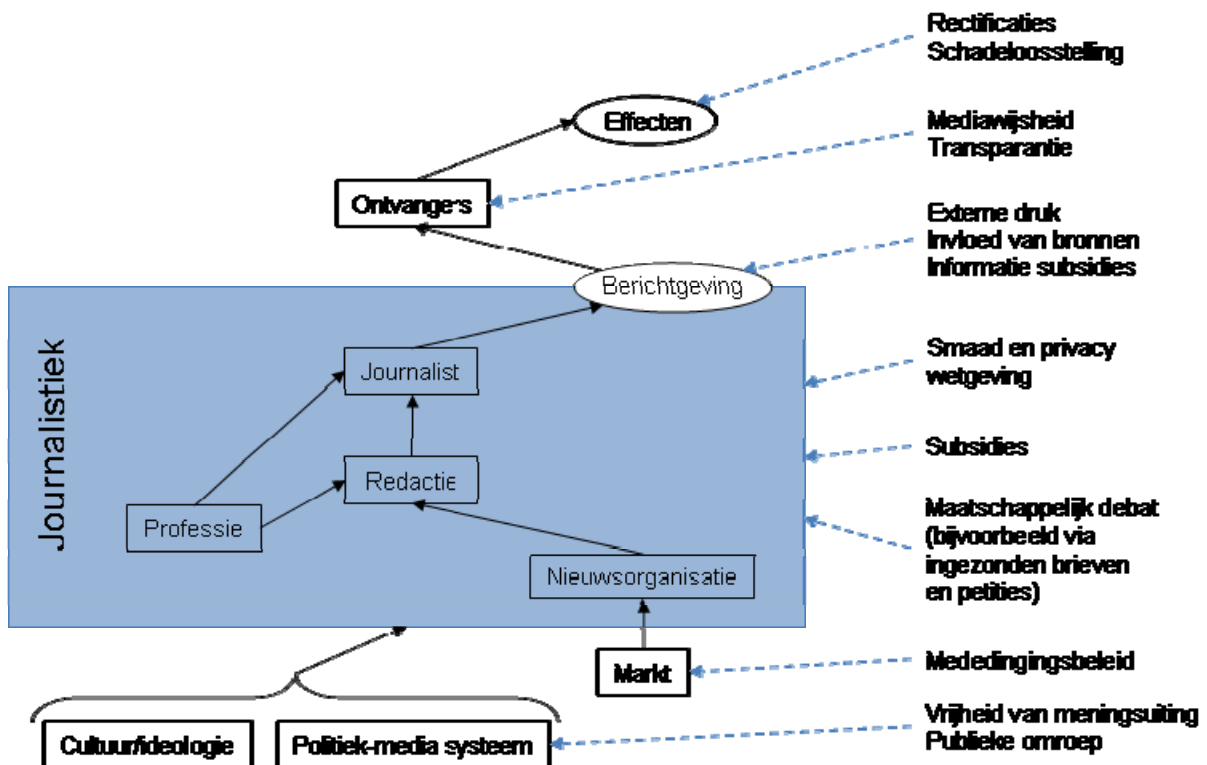 Rectificaties
Schadeloosstelling
Effecten
Mediawijsheid
Transparantie
Ontvangers
Externe druk
Invloed van bronnen
Informatie subsidies
Berichtgeving
Journalistiek
Journalist
Smaad en privacy
wetgeving
Subsidies
Redactie
Professie
Maatschappelijk debat
(bijvoorbeeld via
ingezonden brieven
en petities)
Nieuwsorganisatie
Markt
Mededingingsbeleid
Cultuur/ideologie
Politiek-media systeem
Vrijheid van meningsuiting
Publieke omroep